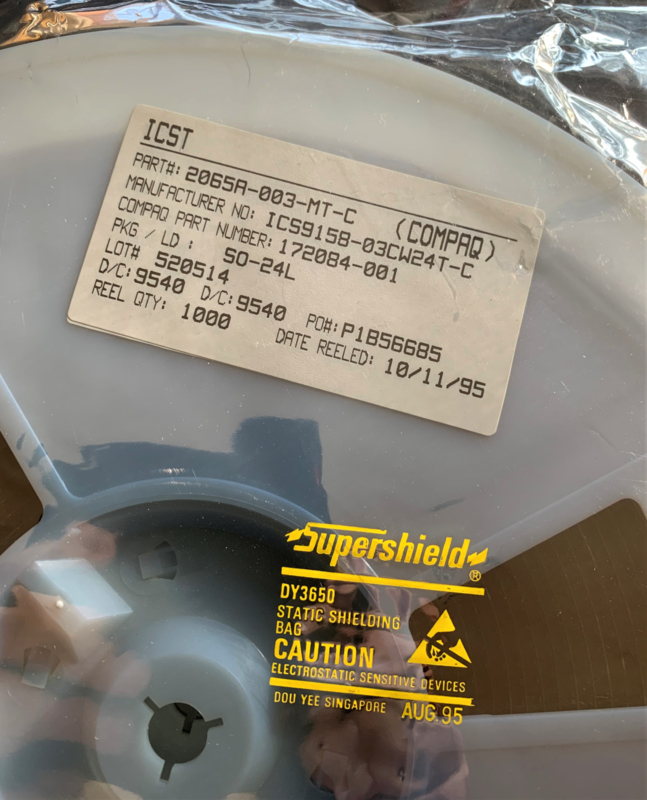 ICST
PART#: 2065A-003-MT-C (COMPAQ)
MANUFACTURER NO: ICS9158-03CW24T-C
COMPAQ PART NUMBER: 172084-001
PKG / LD : SO-24L
LOT# 520514
D/C: 9540 D/C: 9540 PO#: P1856685
REEL QTY: 1000 DATE REELED: 10/11/95
Supershield®
DY3650
STATIC SHIELDING
BAG
CAUTION
ELECTROSTATIC SENSITIVE DEVICES
DOU YEE SINGAPORE AUG.95